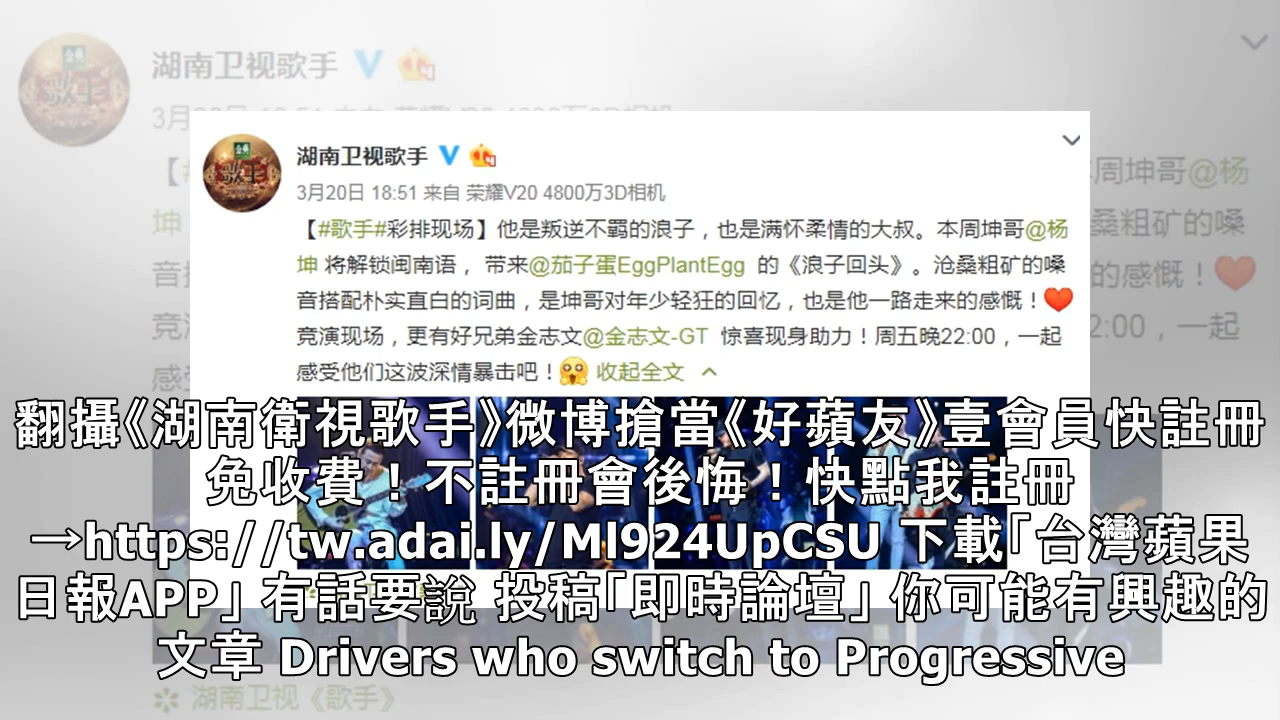 湖南卫视歌手
3月20日 18:51 来自 荣耀V20 4800万3D相机
【#歌手#彩排现场】他是叛逆不羁的浪子，也是满怀柔情的大叔。本周坤哥@杨
坤 将解锁闽南语， 带来@茄子蛋EggPlantEgg 的《浪子回头》。沧桑粗矿的嗓
音搭配朴实直白的词曲，是坤哥对年少轻狂的回忆，也是他一路走来的感慨！
竞演现场，更有好兄弟金志文@金志文-GT 惊喜现身助力！周五晚22:00，一起
感受他们这波深情暴击吧！ 收起全文
翻攝《湖南衛視歌手》微博搶當《好蘋友》壹會員快註冊
免收費！不註冊會後悔！快點我註冊
→https://tw.adai.ly/Ml924UpCSU 下載「台灣蘋果
日報APP」 有話要說 投稿「即時論壇」 你可能有興趣的
文章 Drivers who switch to Progressive
湖南卫视《歌手》